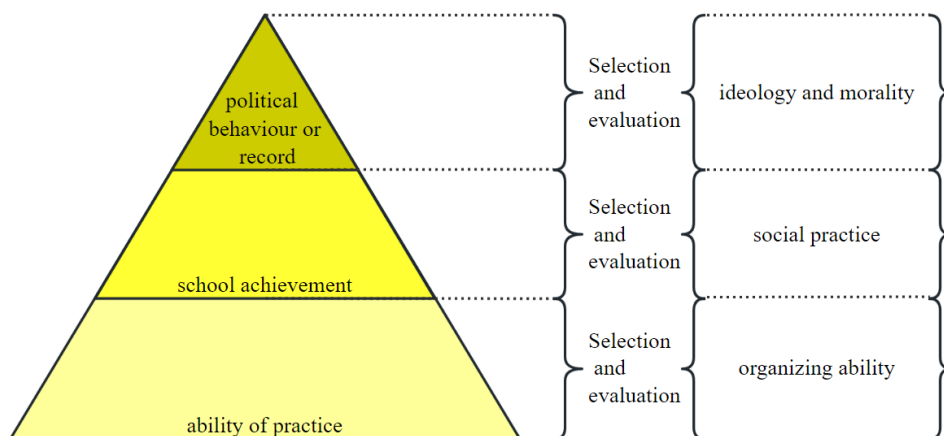 political
behaviour or
record
Selection
and
evaluation
ideology and morality
school achievement
Selection
and
evaluation
social practice
ability of practice
Selection
and
evaluation
organizing ability